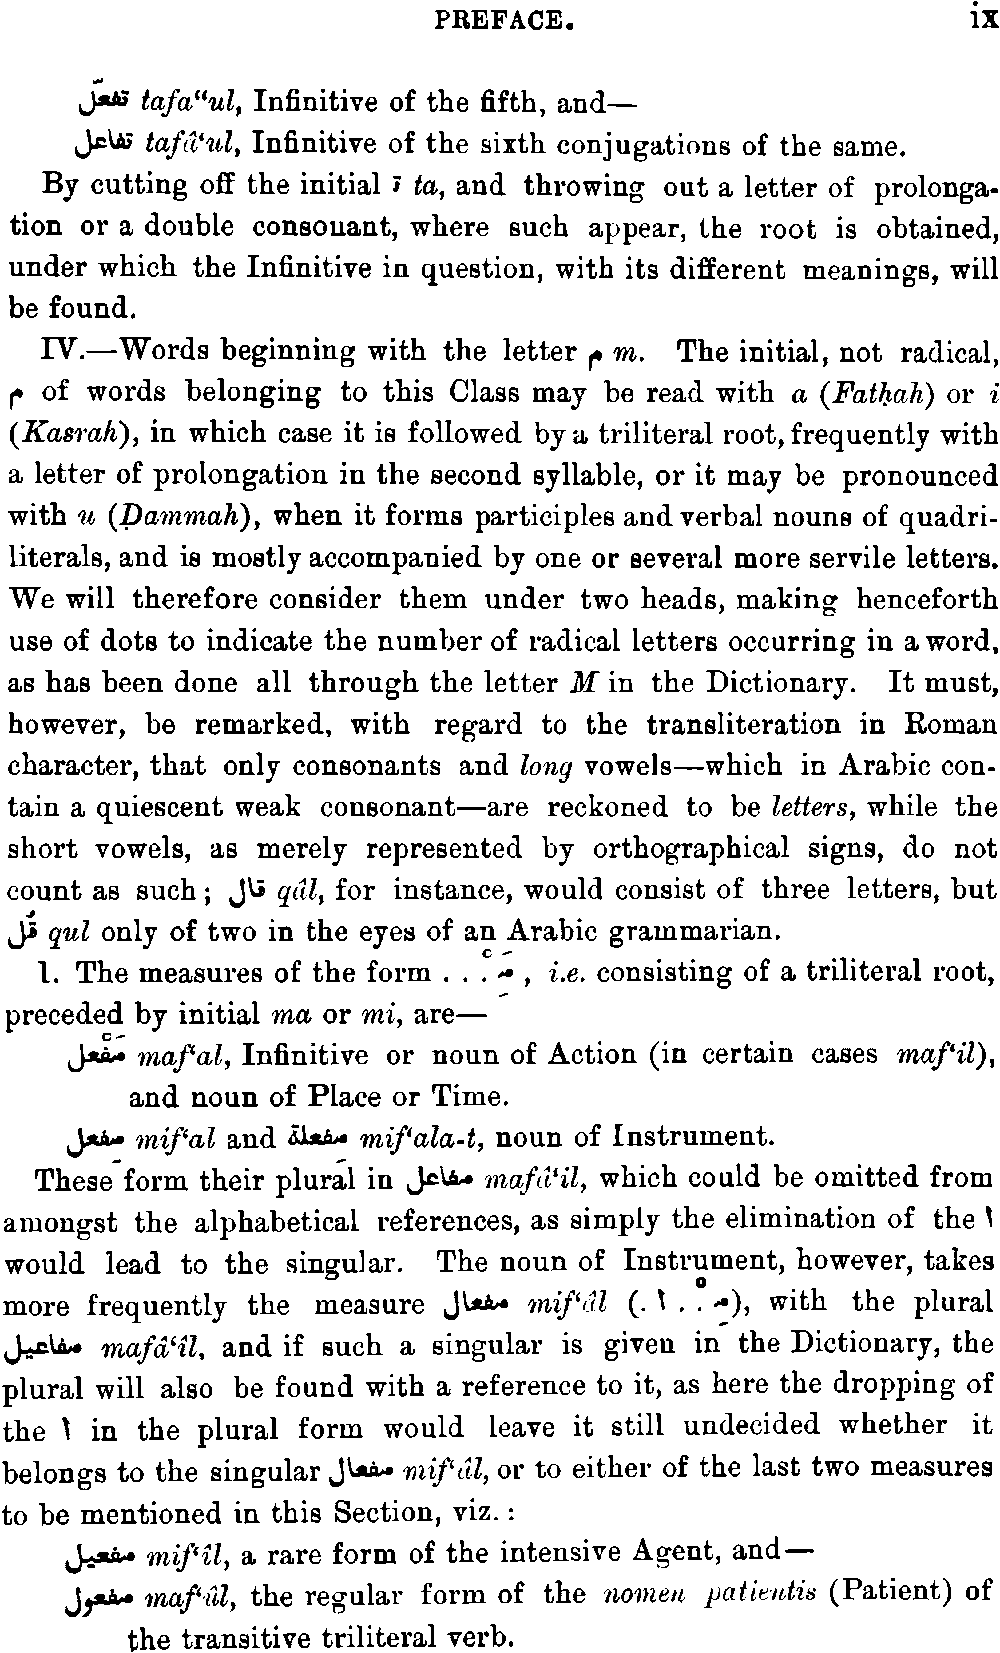 PREFACE. ix
تفعّل tafa“ul, Infinitive of the fifth, and—
تفاعل tafâ‘ul, Infinitive of the sixth conjugations of the same.
By cutting off the initial تَ ta, and throwing out a letter of prolonga-
tion or a double consonant, where such appear, the root is obtained,
under which the Infinitive in question, with its different meanings, will
be found.
IV.—Words beginning with the letter م m. The initial, not radical,
م of words belonging to this Class may be read with a (Fatḥah) or i
(Kasrah), in which case it is followed by a triliteral root, frequently with
a letter of prolongation in the second syllable, or it may be pronounced
with u (Ḍammah), when it forms participles and verbal nouns of quadri-
literals, and is mostly accompanied by one or several more servile letters.
We will therefore consider them under two heads, making henceforth
use of dots to indicate the number of radical letters occurring in a word,
as has been done all through the letter M in the Dictionary. It must,
however, be remarked, with regard to the transliteration in Roman
character, that only consonants and long vowels—which in Arabic con-
tain a quiescent weak consonant—are reckoned to be letters, while the
short vowels, as merely represented by orthographical signs, do not
count as such; قال qâl, for instance, would consist of three letters, but
قُل qul only of two in the eyes of an Arabic grammarian.
1. The measures of the form . . . مَِْ , i.e. consisting of a triliteral root,
preceded by initial ma or mi, are—
مَفْعل maf‘al, Infinitive or noun of Action (in certain cases maf‘il),
and noun of Place or Time.
مِفعل mif‘al and مِفعلة mif‘ala-t, noun of Instrument.
These form their plural in مفاعل mafâ‘il, which could be omitted from
amongst the alphabetical references, as simply the elimination of the ا
would lead to the singular. The noun of Instrument, however, takes
more frequently the measure مفعال mif‘âl (. ا . ْ. مِ), with the plural
مفاعيل mafâ‘îl, and if such a singular is given in the Dictionary, the
plural will also be found with a reference to it, as here the dropping of
the ا in the plural form would leave it still undecided whether it
belongs to the singular مفعال mif‘âl, or to either of the last two measures
to be mentioned in this Section, viz.:
مفعيل mif‘îl, a rare form of the intensive Agent, and—
مفعول maf‘ûl, the regular form of the nomen patientis (Patient) of
the transitive triliteral verb.